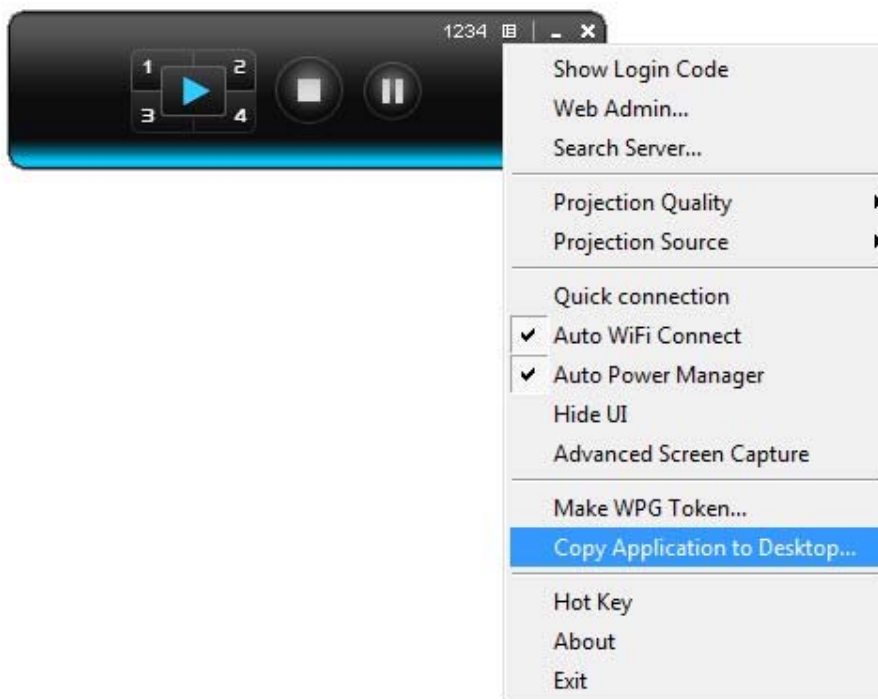 1234
1 2
3 4
Show Login Code
Web Admin...
Search Server...
Projection Quality
Projection Source
Quick connection
Auto WiFi Connect
Auto Power Manager
Hide UI
Advanced Screen Capture
Make WPG Token...
Copy Application to Desktop...
Hot Key
About
Exit